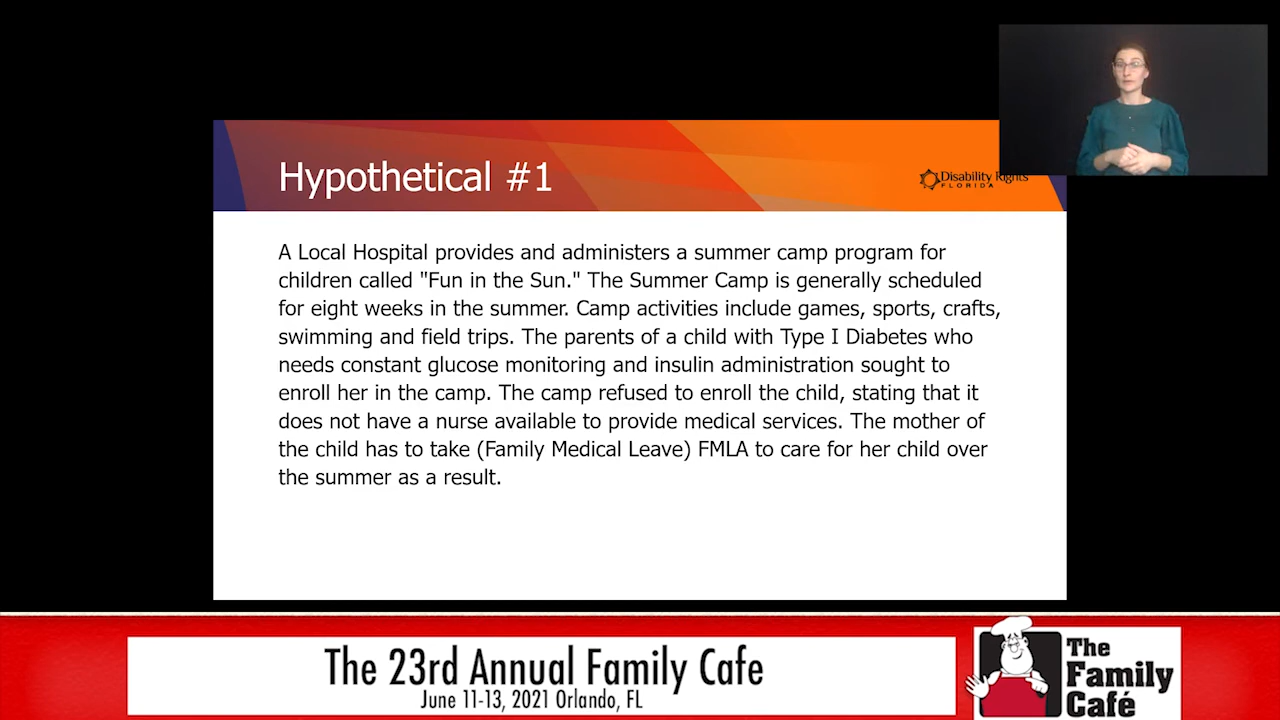 Hypothetical #1
Disability Rights
FLORIDA
A Local Hospital provides and administers a summer camp program for
children called "Fun in the Sun." The Summer Camp is generally scheduled
for eight weeks in the summer. Camp activities include games, sports, crafts,
swimming and field trips. The parents of a child with Type I Diabetes who
needs constant glucose monitoring and insulin administration sought to
enroll her in the camp. The camp refused to enroll the child, stating that it
does not have a nurse available to provide medical services. The mother of
the child has to take (Family Medical Leave) FMLA to care for her child over
the summer as a result.
The 23rd Annual Family Cafe
June 11-13, 2021 Orlando, FL
The
Family
Café